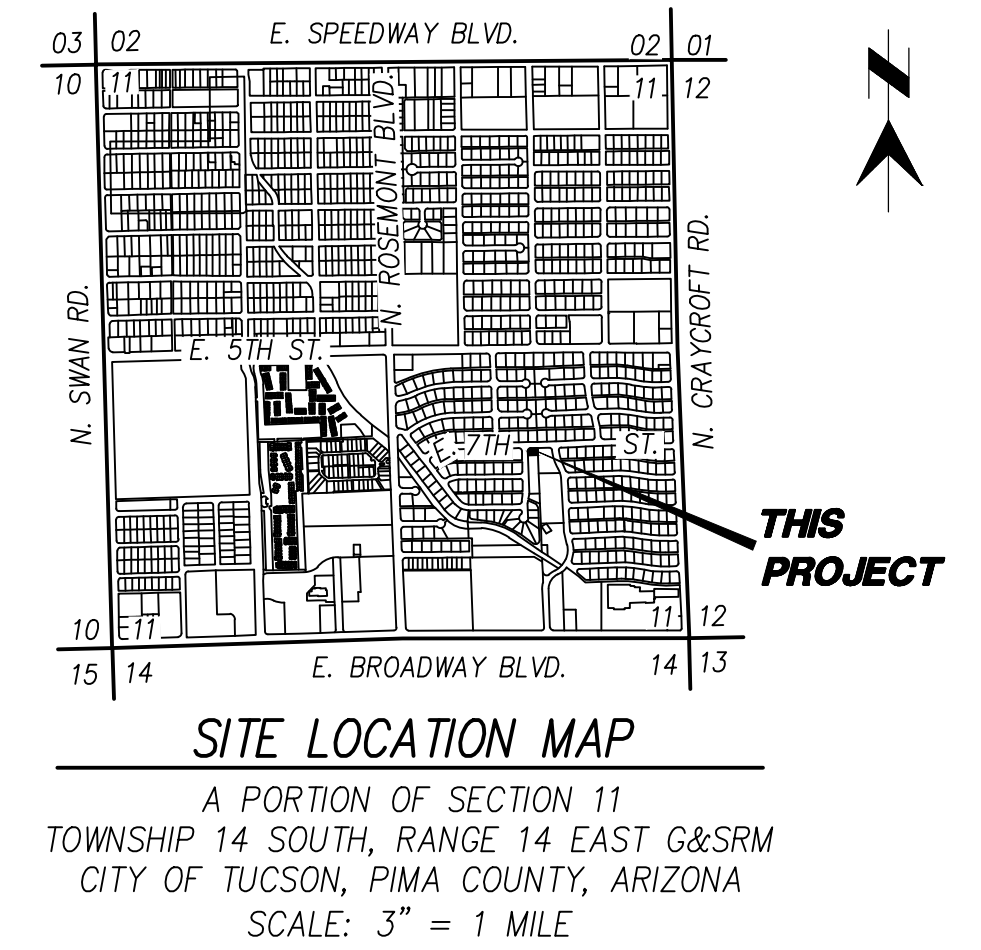 E. SPEEDWAY BLVD.
03 02
02 01
10 11
11 12
N
N. ROSEMONT BLVD.
N. SWAN RD.
N. CRAYCROFT RD.
E. 5TH ST.
E. 7TH ST.
THIS
PROJECT
10 11
11 12
15 14
14 13
E. BROADWAY BLVD.
SITE LOCATION MAP
A PORTION OF SECTION 11
TOWNSHIP 14 SOUTH, RANGE 14 EAST G&SRM
CITY OF TUCSON, PIMA COUNTY, ARIZONA
SCALE: 3” = 1 MILE